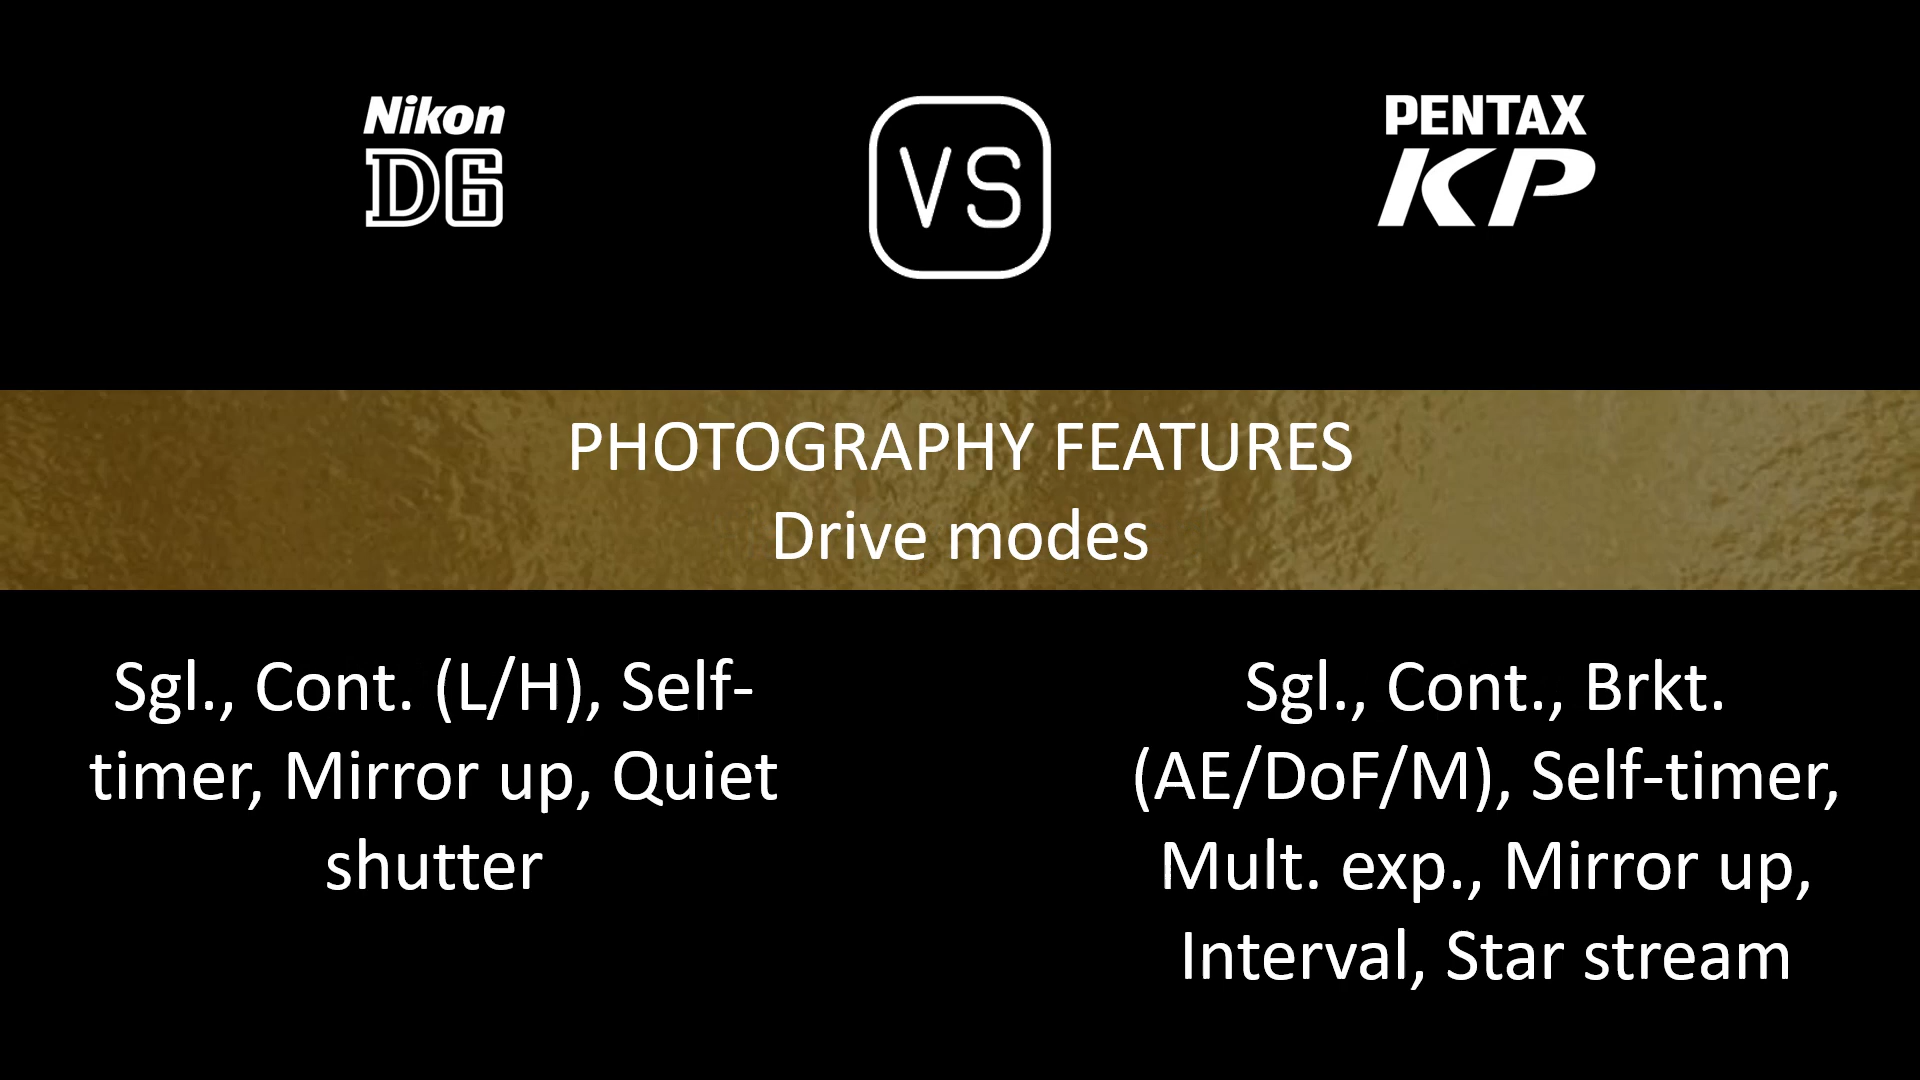 Nikon
D6
VS
PENTAX
KP
PHOTOGRAPHY FEATURES
Drive modes
Sgl., Cont. (L/H), Self-
timer, Mirror up, Quiet
shutter
Sgl., Cont., Brkt.
(AE/DoF/M), Self-timer,
Mult. exp., Mirror up,
Interval, Star stream